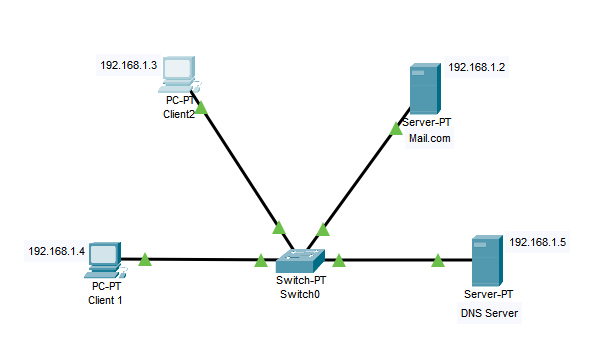 192.168.1.3
PC-PT
Client2
192.168.1.2
Server-PT
Mail.com
192.168.1.4
PC-PT
Client 1
Switch-PT
Switch0
192.168.1.5
Server-PT
DNS Server